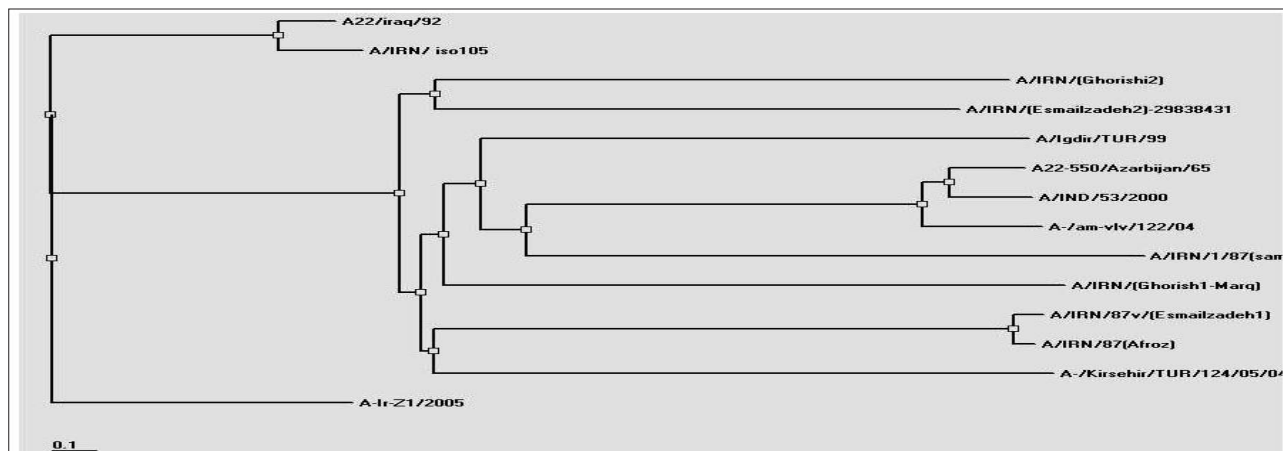 A22/iraq/92
A/IRN/ iso105
A/IRN/(Ghorishi2)
A/IRN/(Esmailzadeh2)-29838431
A/Igdir/TUR/99
A22-550/Azarbijan/65
A/IND/53/2000
A-/am-vlv/122/04
A/IRN/1/87(sam
A/IRN/(Ghorish1-Marq)
A/IRN/87v/(Esmailzadeh1)
A/IRN/87(Afroz)
A-/Kirsehir/TUR/124/05/04
A-Ir-Z1/2005
0.1